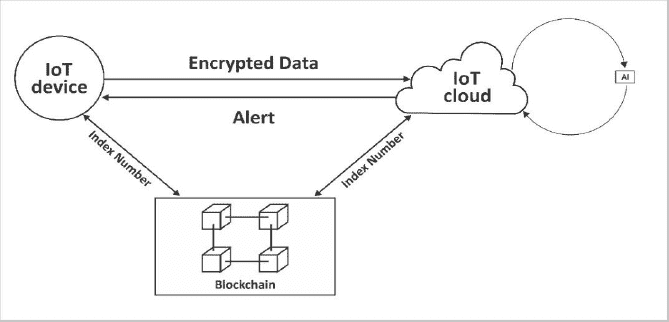 IoT
device
Encrypted Data
Alert
IoT
cloud
AI
Index Number
Index Number
Blockchain